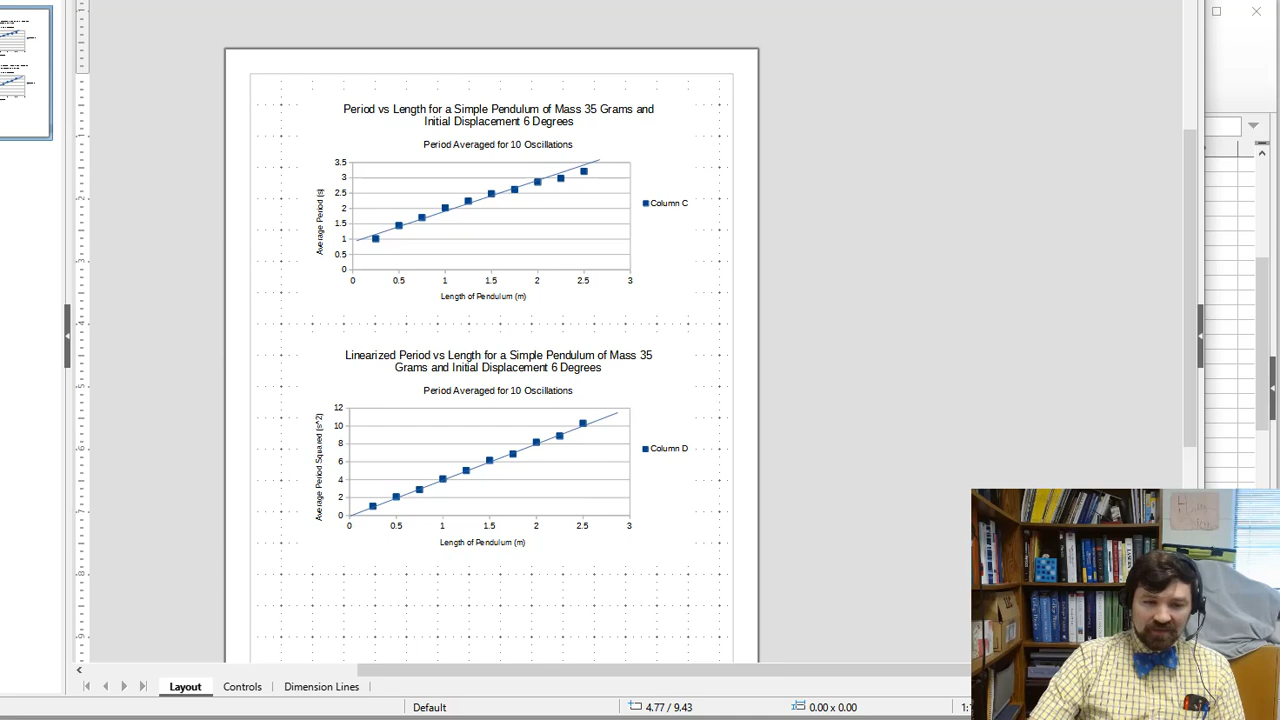 Period vs Length for a Simple Pendulum of Mass 35 Grams and
Initial Displacement 6 Degrees
Period Averaged for 10 Oscillations
Average Period (s)
3.5
3
2.5
2
1.5
1
0.5
0
0 0.5 1 1.5 2 2.5 3
Length of Pendulum (m)
Column C
Linearized Period vs Length for a Simple Pendulum of Mass 35
Grams and Initial Displacement 6 Degrees
Period Averaged for 10 Oscillations
Average Period Squared (s^2)
12
10
8
6
4
2
0
0 0.5 1 1.5 2 2.5 3
Length of Pendulum (m)
Column D
Layout Controls Dimension Lines
Default 4.77 / 9.43 0.00 x 0.00